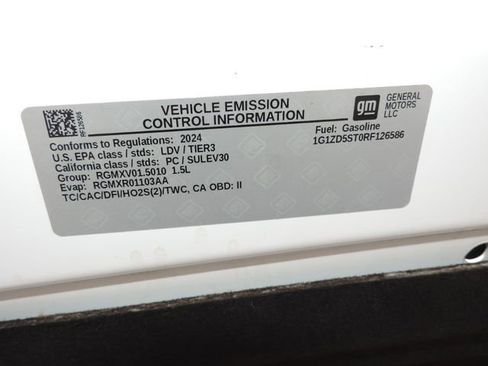 RF126586
VEHICLE EMISSION
CONTROL INFORMATION
gm
GENERAL
MOTORS
LLC
Conforms to Regulations: 2024
Fuel: Gasoline
U.S. EPA class / stds: LDV / TIER3
1G1ZD5ST0RF126586
U.S. EPA class / stds: PC / SULEV30
Group: RGMXV01.5010 1.5L
Evap: RGMXR01103AA
TC/CAC/DFI/HO2S(2)/TWC, CA OBD: II